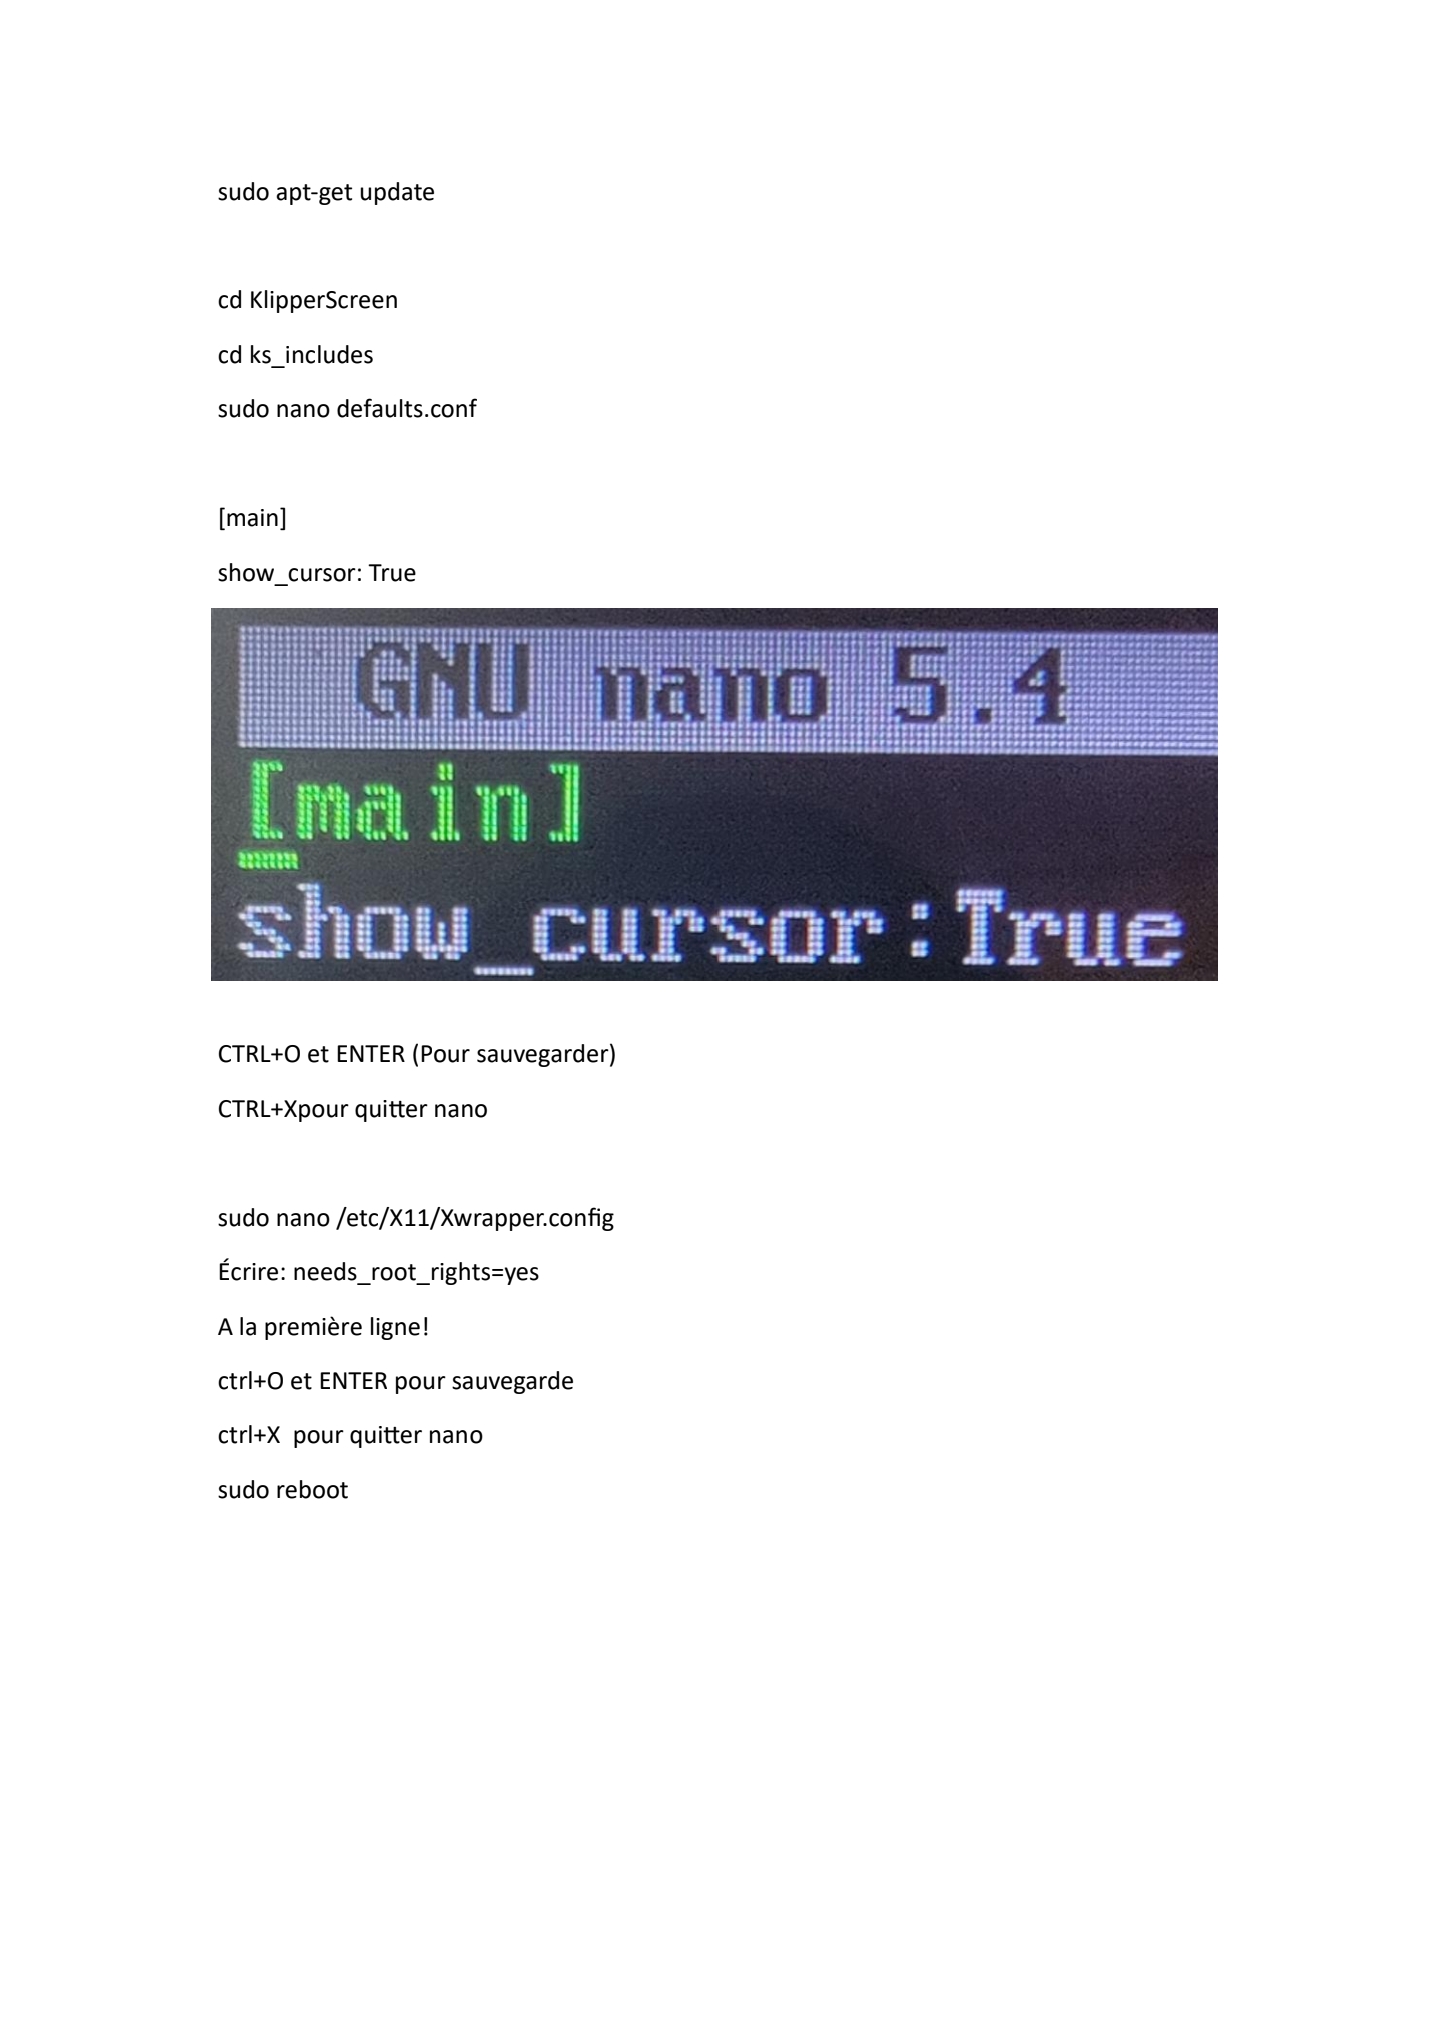 sudo apt-get update
cd KlipperScreen
cd ks_includes
sudo nano defaults.conf
[main]
show_cursor: True
GNU nano 5.4
[main]
show_cursor:True
CTRL+O et ENTER (Pour sauvegarder)
CTRL+Xpour quitter nano
sudo nano /etc/X11/Xwrapper.config
Écrire: needs_root_rights=yes
A la première ligne!
ctrl+O et ENTER pour sauvegarde
ctrl+X  pour quitter nano
sudo reboot